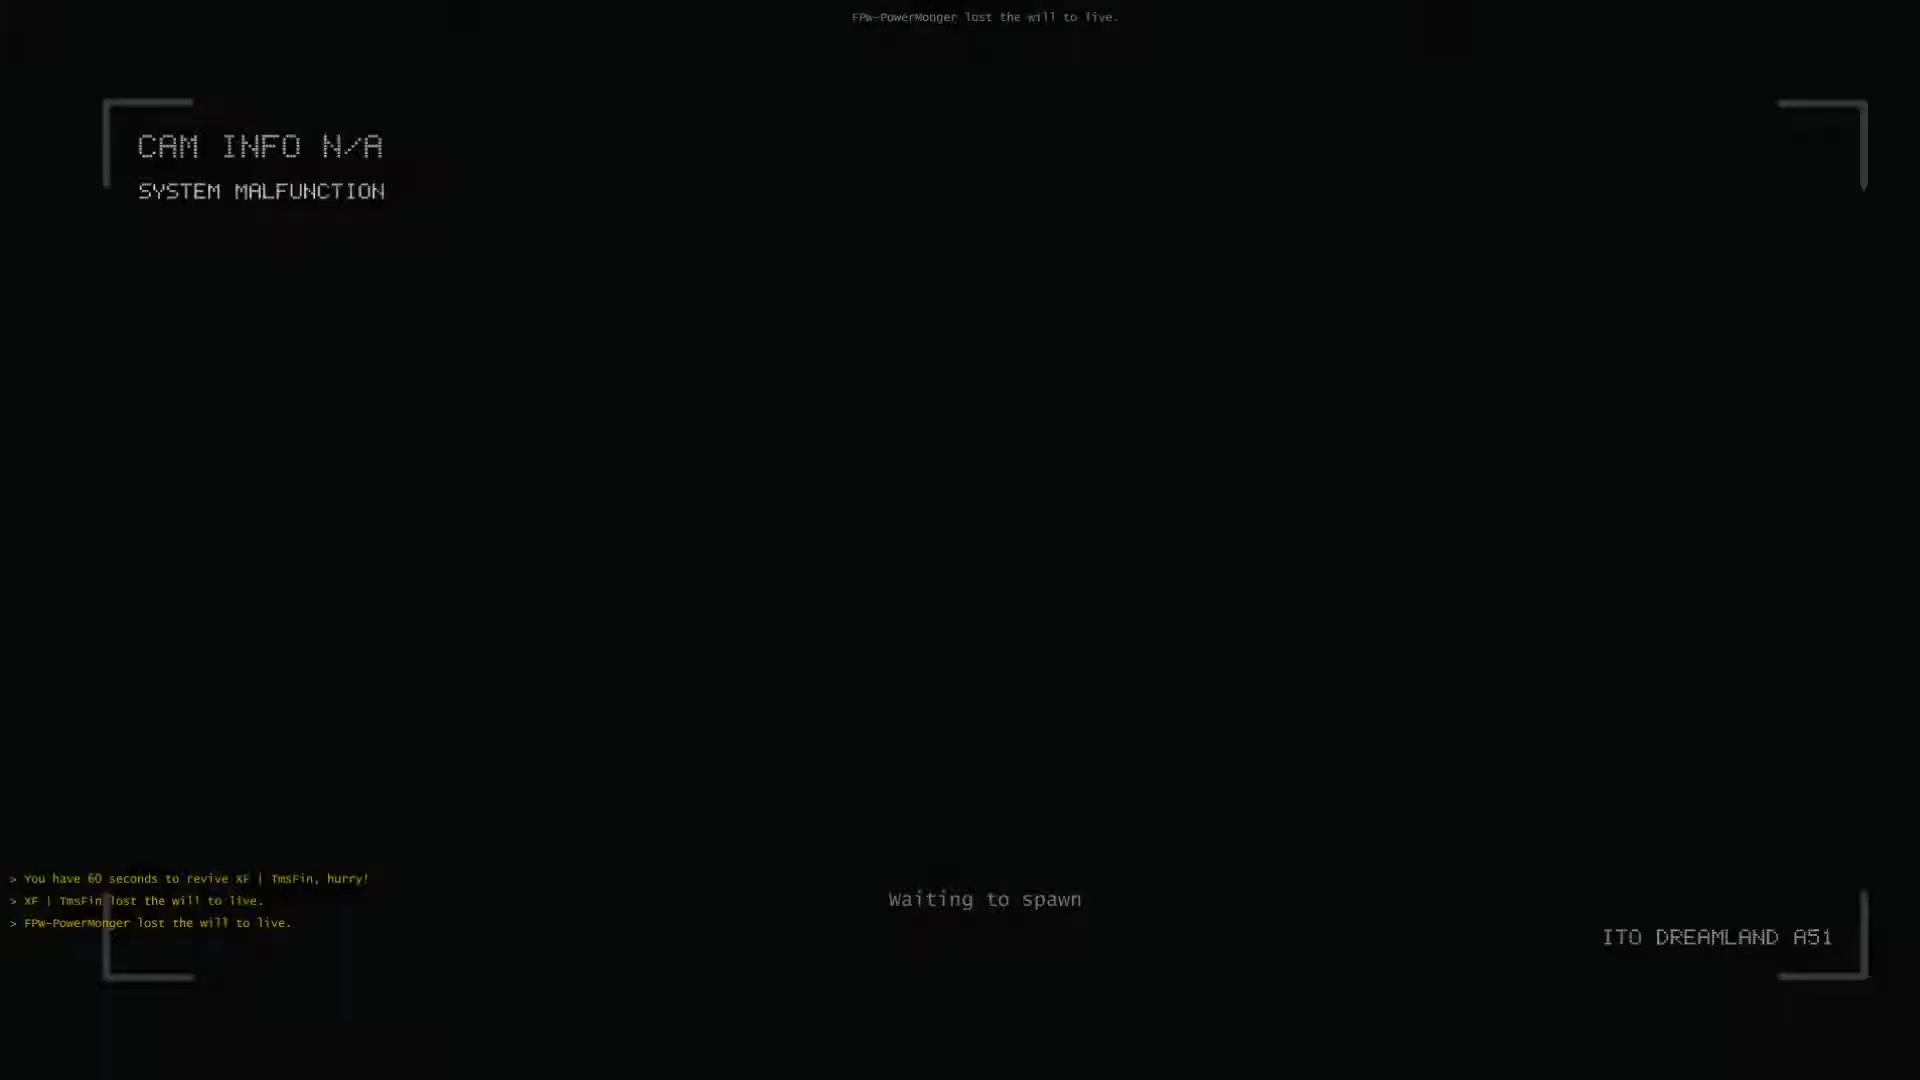 FPW-PowerMonger lost the will to live.
CAM INFO N/A
SYSTEM MALFUNCTION
> You have 60 seconds to revive XF | TmsFin, hurry!
> XF | TmsFin lost the will to live.
> FPW-PowerMonger lost the will to live.
Waiting to spawn
ITO DREAMLAND A51